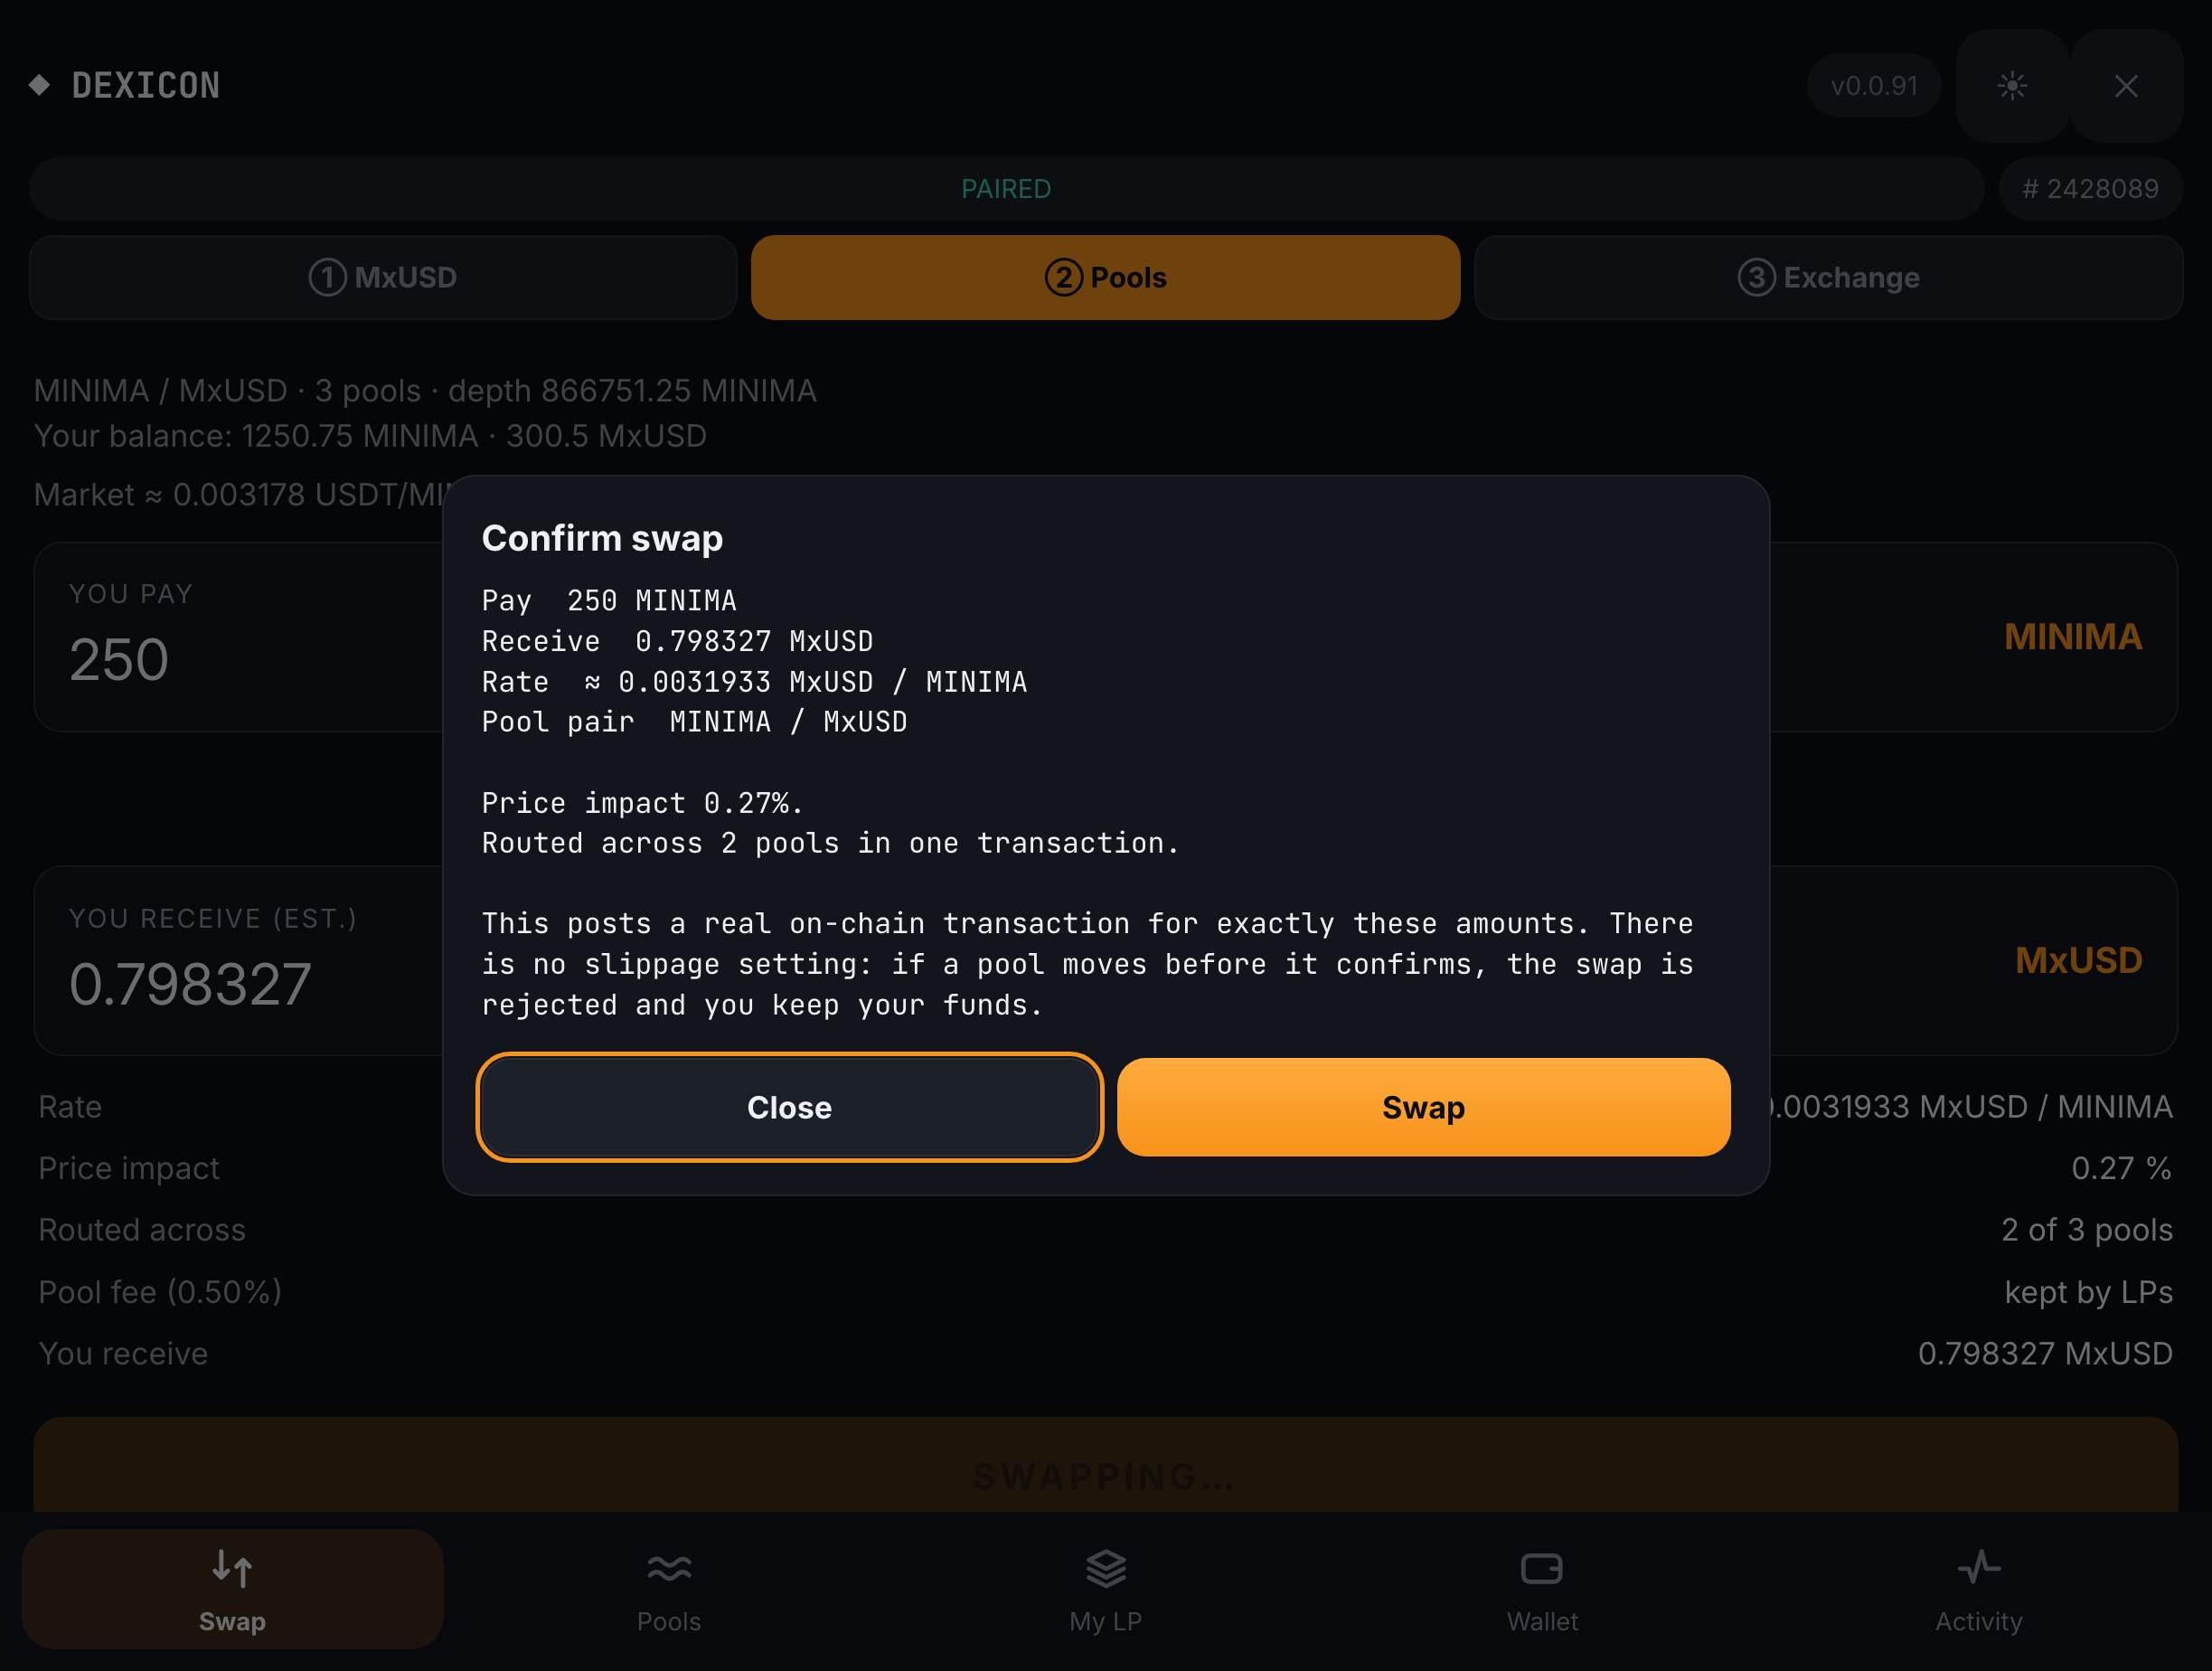 DEXICON
v0.0.91
PAIRED
# 2428089
1 MxUSD
2 Pools
3 Exchange
MINIMA / MxUSD · 3 pools · depth 866751.25 MINIMA
Your balance: 1250.75 MINIMA · 300.5 MxUSD
Market ≈ 0.003178 USDT/MI
YOU PAY
250
MINIMA
Confirm swap
Pay 250 MINIMA
Receive 0.798327 MxUSD
Rate ≈ 0.0031933 MxUSD / MINIMA
Pool pair MINIMA / MxUSD
Price impact 0.27%.
Routed across 2 pools in one transaction.
This posts a real on-chain transaction for exactly these amounts. There
is no slippage setting: if a pool moves before it confirms, the swap is
rejected and you keep your funds.
Close
Swap
YOU RECEIVE (EST.)
0.798327
MxUSD
Rate
.0031933 MxUSD / MINIMA
Price impact
0.27 %
Routed across
2 of 3 pools
Pool fee (0.50%)
kept by LPs
You receive
0.798327 MxUSD
SWAPPING...
Swap
Pools
My LP
Wallet
Activity